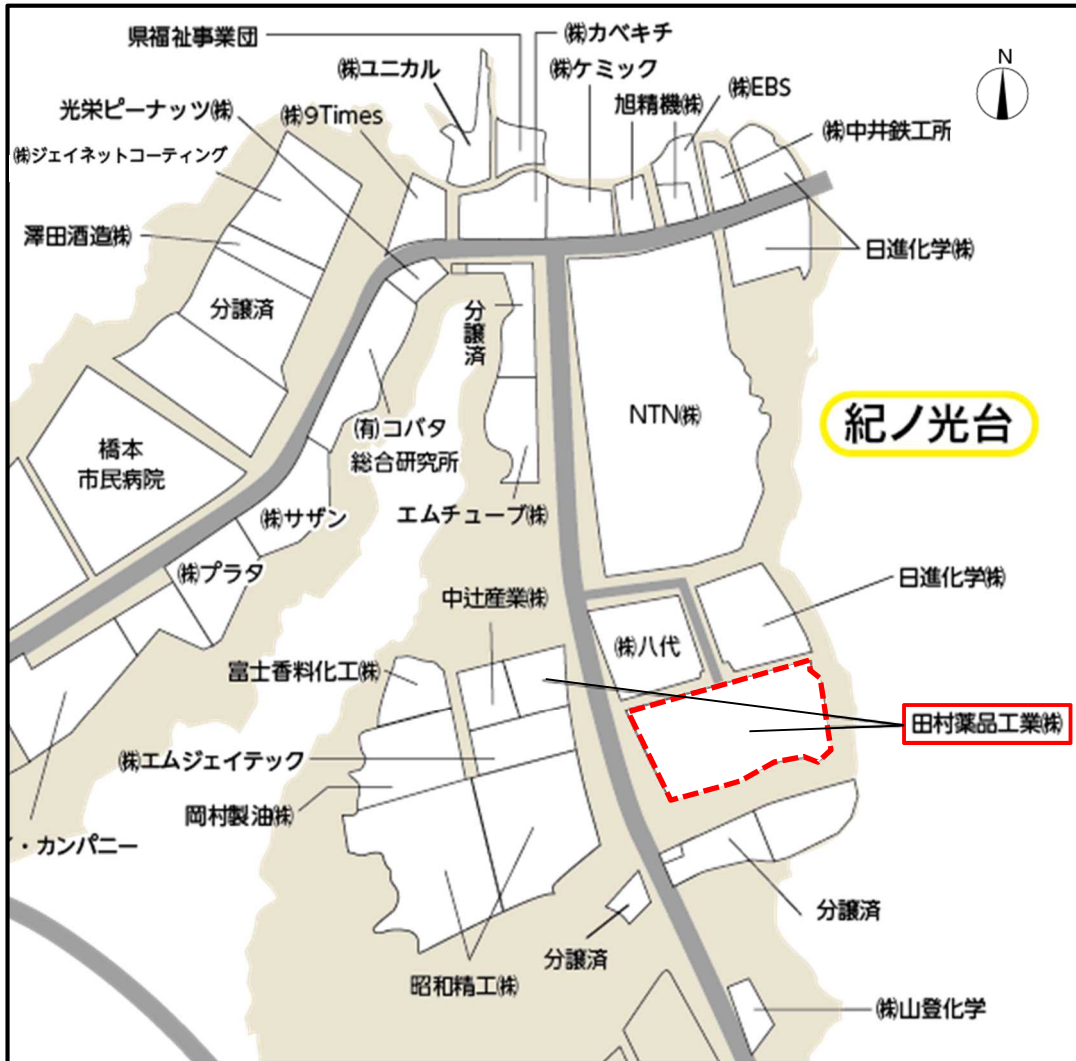 県福祉事業団
㈱カベキチ
㈱ユニカル
㈱ケミック
N
光栄ピーナッツ㈱
㈱9Times
旭精機㈱
㈱EBS
㈱中井鉄工所
㈱ジェイネットコーティング
澤田酒造㈱
日進化学㈱
分譲済
分譲済
NTN㈱
紀ノ光台
橋本
市民病院
㈲コバタ
総合研究所
㈱サザン
エムチューブ㈱
㈱プラタ
中辻産業㈱
日進化学㈱
㈱八代
富士香料化工㈱
田村薬品工業㈱
㈱エムジェイテック
岡村製油㈱
・カンパニー
分譲済
分譲済
昭和精工㈱
㈱山登化学